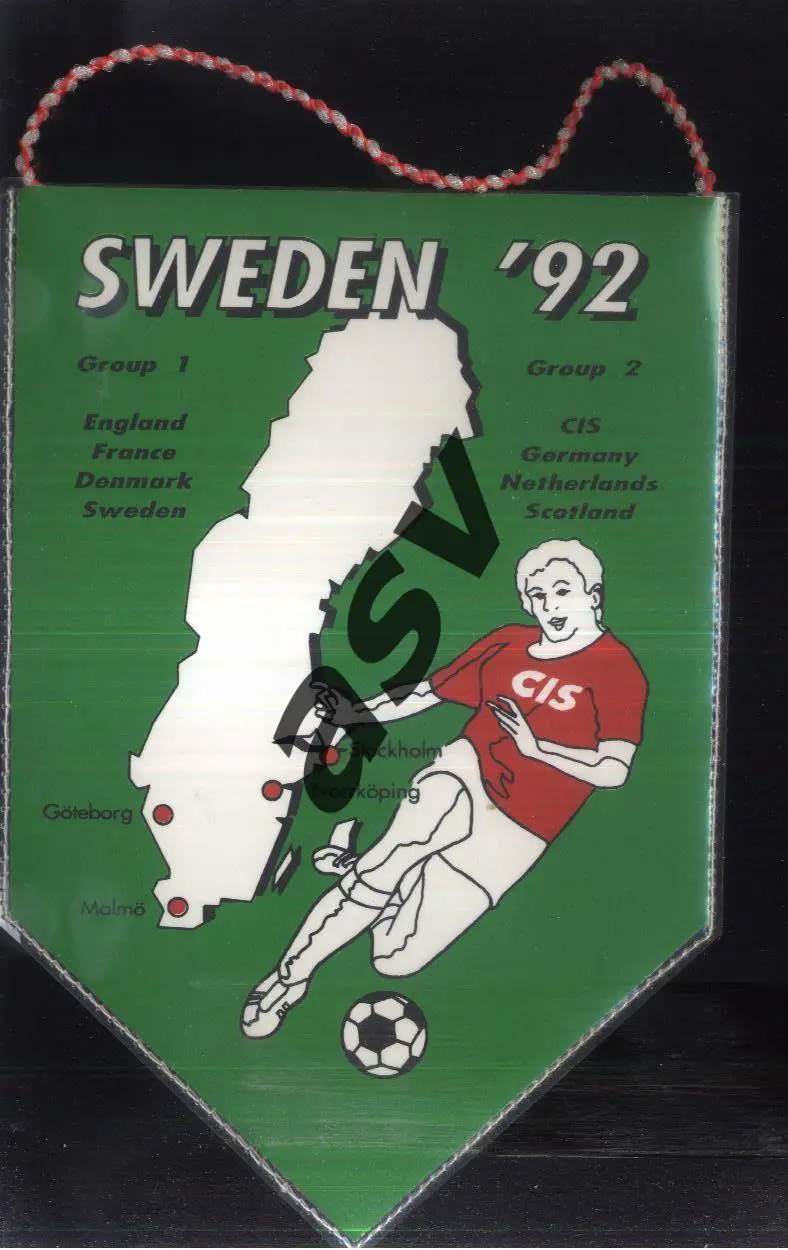 SWEDEN '92
Group 1
England
France
Denmark
Sweden
Group 2
CIS
Germany
Netherlands
Scotland
CIS
Stockholm
Norrköping
Göteborg
Malmö
asv